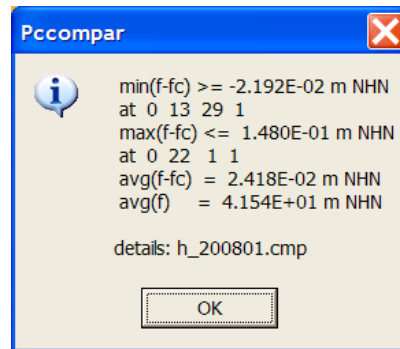 Pccompar
min(f-fc) >= -2.192E-02 m NHN
at 0 13 29 1
max(f-fc) <= 1.480E-01 m NHN
at 0 22 1 1
avg(f-fc) = 2.418E-02 m NHN
avg(f) = 4.154E+01 m NHN
details: h_200801.cmp
OK